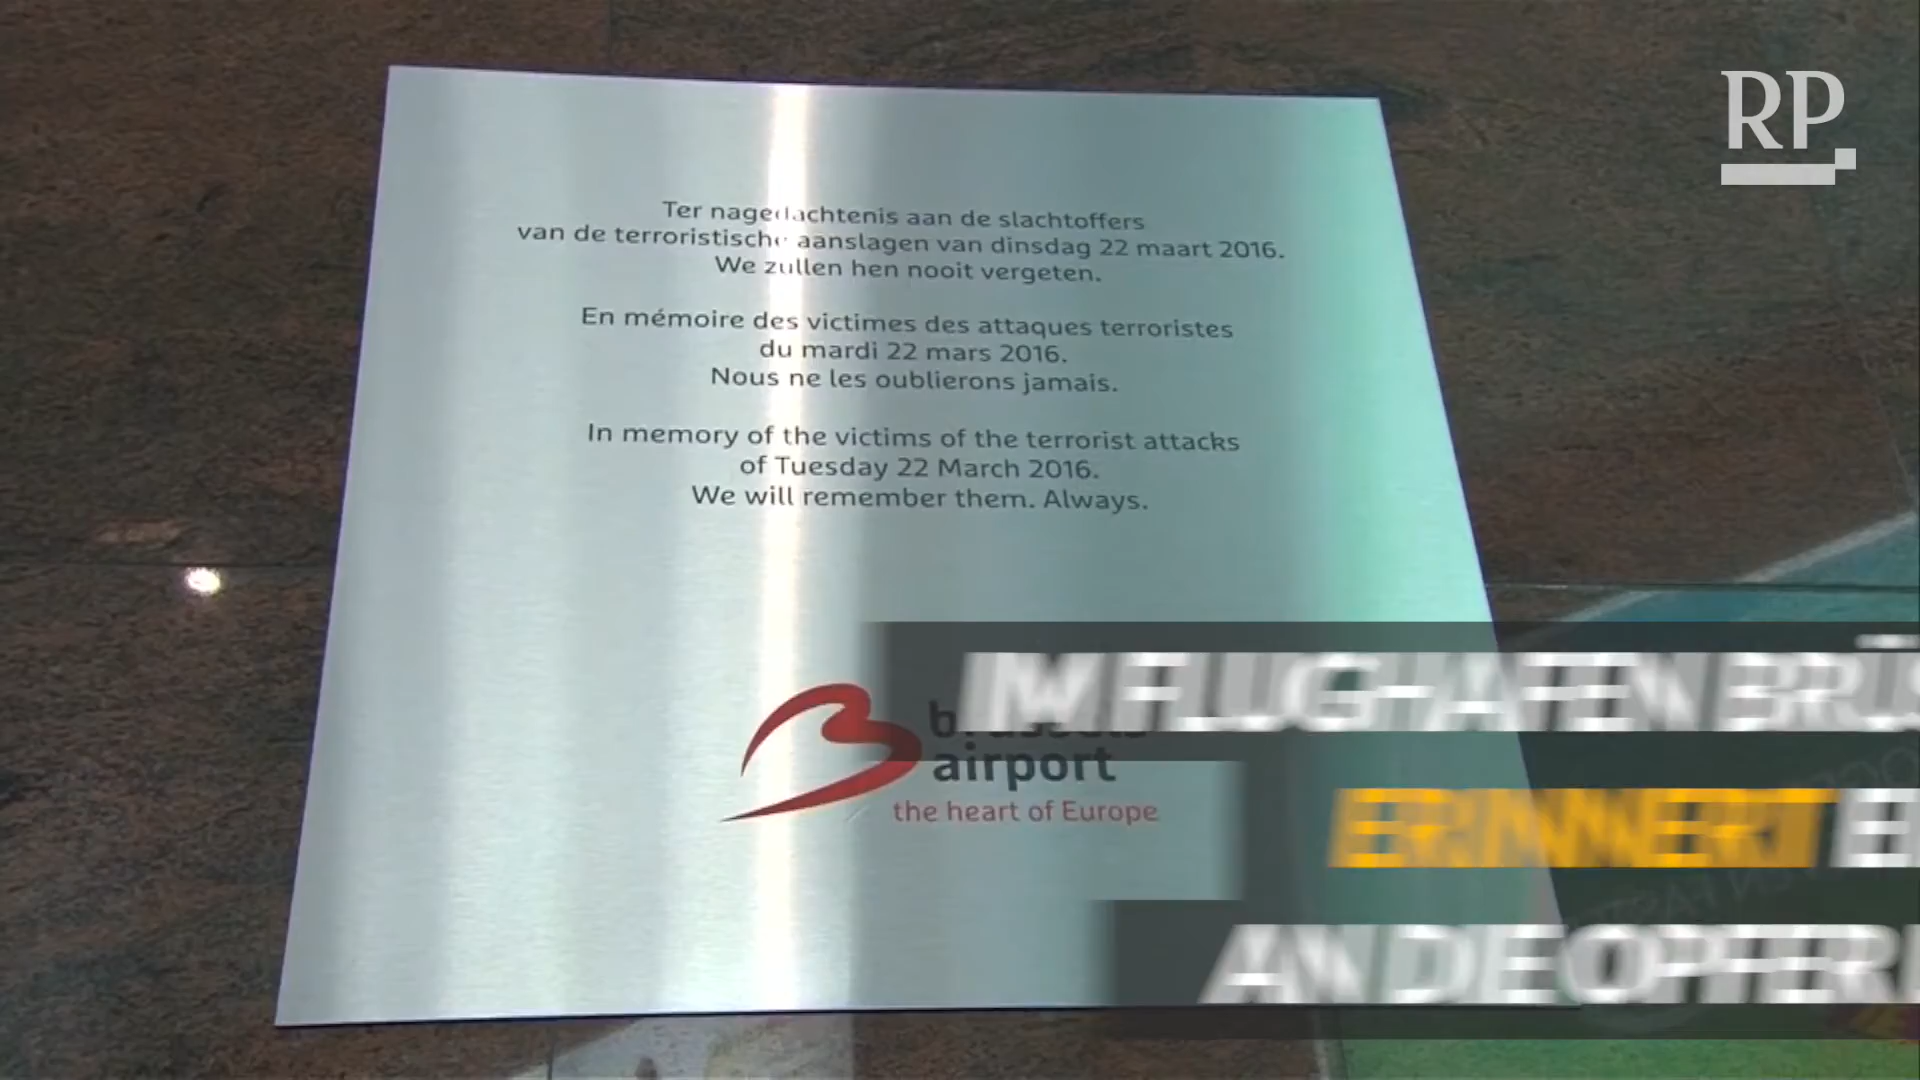 RP
Ter nagedachtenis aan de slachtoffers
van de terroristische aanslagen van dinsdag 22 maart 2016.
We zullen hen nooit vergeten.
En mémoire des victimes des attaques terroristes
du mardi 22 mars 2016.
Nous ne les oublierons jamais.
In memory of the victims of the terrorist attacks
of Tuesday 22 March 2016.
We will remember them. Always.
brussels
airport
the heart of Europe
IM FLUGHAFEN BRÜS
ERINNERT E
AN DIE OPFER